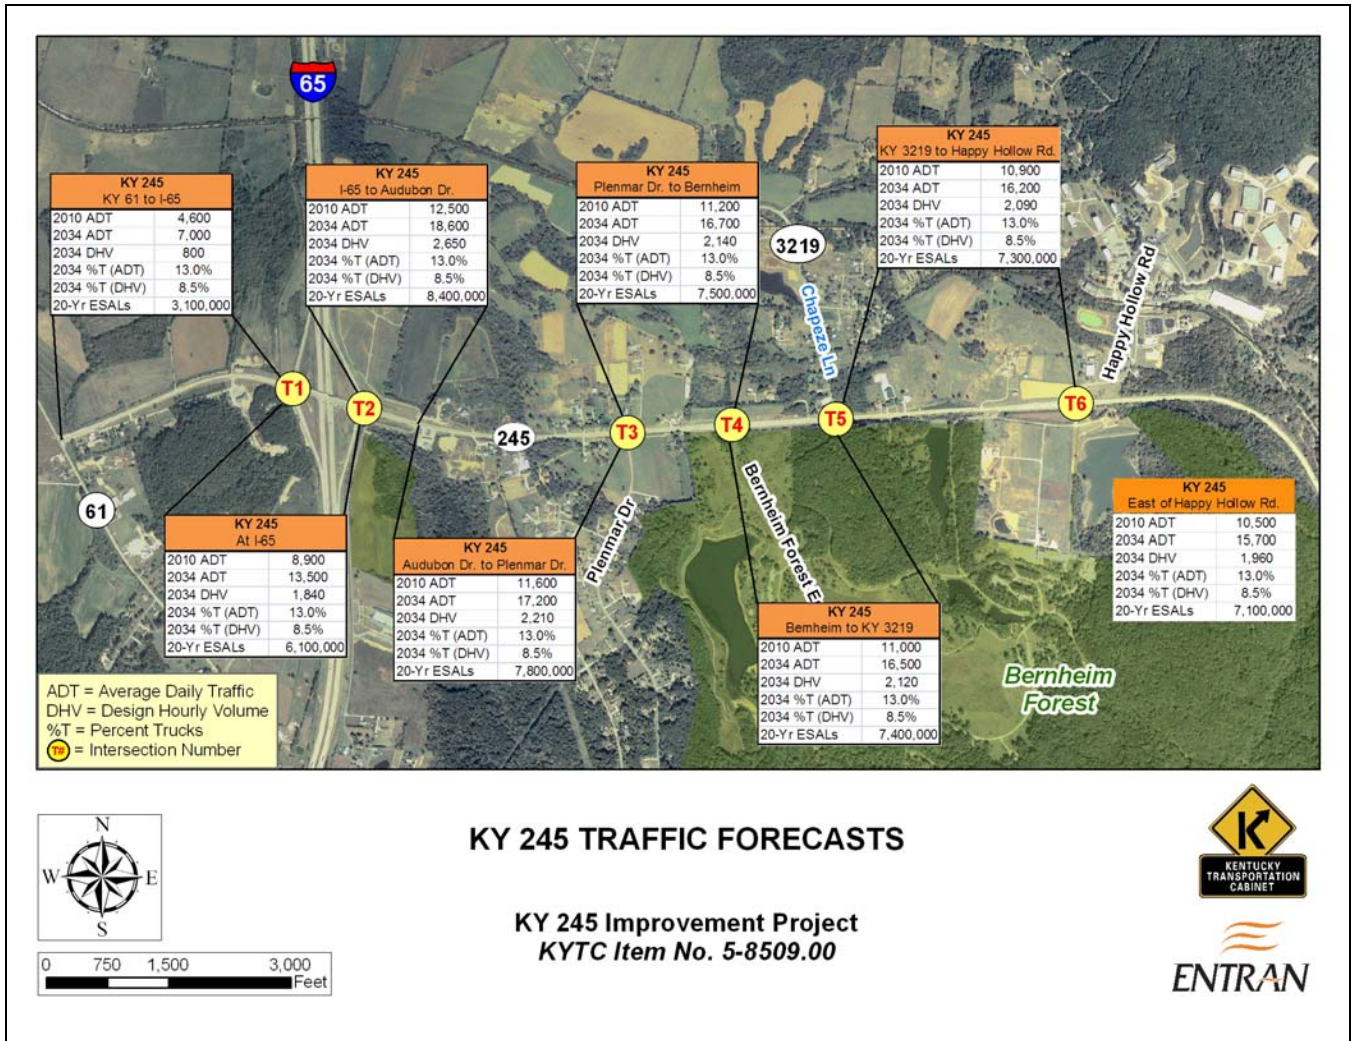 65
KY 245
KY 61 to I-65
2010 ADT 4,600
2034 ADT 7,000
2034 DHV 800
2034 %T (ADT) 13.0%
2034 %T (DHV) 8.5%
20-Yr ESALs 3,100,000
KY 245
I-65 to Audubon Dr.
2010 ADT 12,500
2034 ADT 18,600
2034 DHV 2,650
2034 %T (ADT) 13.0%
2034 %T (DHV) 8.5%
20-Yr ESALs 8,400,000
KY 245
Plenmar Dr. to Bernheim
2010 ADT 11,200
2034 ADT 16,700
2034 DHV 2,140
2034 %T (ADT) 13.0%
2034 %T (DHV) 8.5%
20-Yr ESALs 7,500,000
KY 245
KY 3219 to Happy Hollow Rd.
2010 ADT 10,900
2034 ADT 16,200
2034 DHV 2,090
2034 %T (ADT) 13.0%
2034 %T (DHV) 8.5%
20-Yr ESALs 7,300,000
3219
Chapeze Ln
Happy Hollow Rd
T1
T2
T3
T4
T5
T6
245
61
Plenmar Dr
Bernheim Forest E
KY 245
At I-65
2010 ADT 8,900
2034 ADT 13,500
2034 DHV 1,840
2034 %T (ADT) 13.0%
2034 %T (DHV) 8.5%
20-Yr ESALs 6,100,000
KY 245
Audubon Dr. to Plenmar Dr.
2010 ADT 11,600
2034 ADT 17,200
2034 DHV 2,210
2034 %T (ADT) 13.0%
2034 %T (DHV) 8.5%
20-Yr ESALs 7,800,000
KY 245
Bernheim to KY 3219
2010 ADT 11,000
2034 ADT 16,500
2034 DHV 2,120
2034 %T (ADT) 13.0%
2034 %T (DHV) 8.5%
20-Yr ESALs 7,400,000
KY 245
East of Happy Hollow Rd.
2010 ADT 10,500
2034 ADT 15,700
2034 DHV 1,960
2034 %T (ADT) 13.0%
2034 %T (DHV) 8.5%
20-Yr ESALs 7,100,000
Bernheim
Forest
ADT = Average Daily Traffic
DHV = Design Hourly Volume
%T = Percent Trucks
T# = Intersection Number
N
W E
S
0 750 1,500 3,000
Feet
KY 245 TRAFFIC FORECASTS
KY 245 Improvement Project
KYTC Item No. 5-8509.00
K
KENTUCKY
TRANSPORTATION
CABINET
ENTRAN